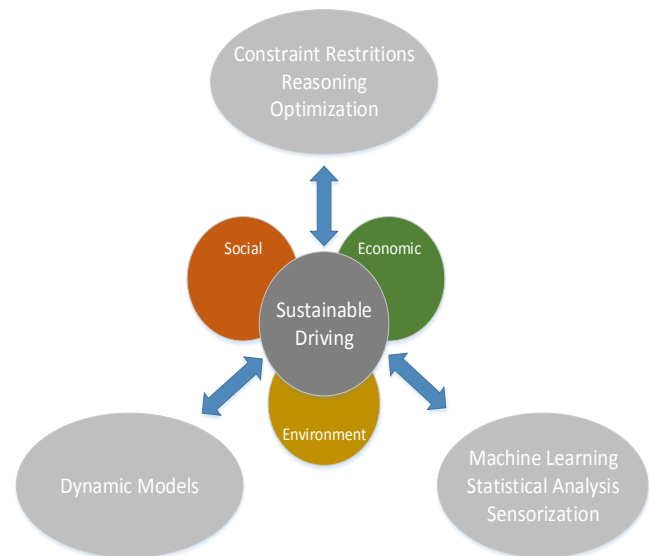 Constraint Restritions
Reasoning
Optimization
Social
Economic
Sustainable
Driving
Environment
Dynamic Models
Machine Learning
Statistical Analysis
Sensorization